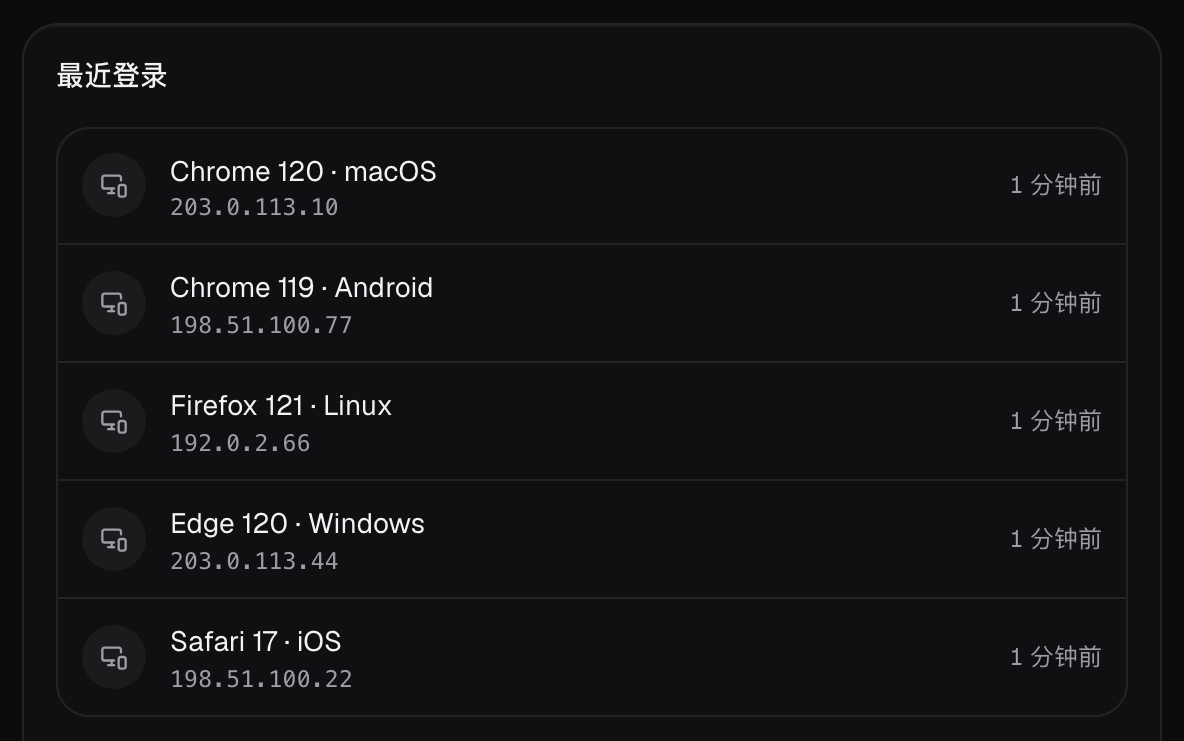 最近登录
Chrome 120 · macOS
203.0.113.10
1 分钟前
Chrome 119 · Android
198.51.100.77
1 分钟前
Firefox 121 · Linux
192.0.2.66
1 分钟前
Edge 120 · Windows
203.0.113.44
1 分钟前
Safari 17 · iOS
198.51.100.22
1 分钟前